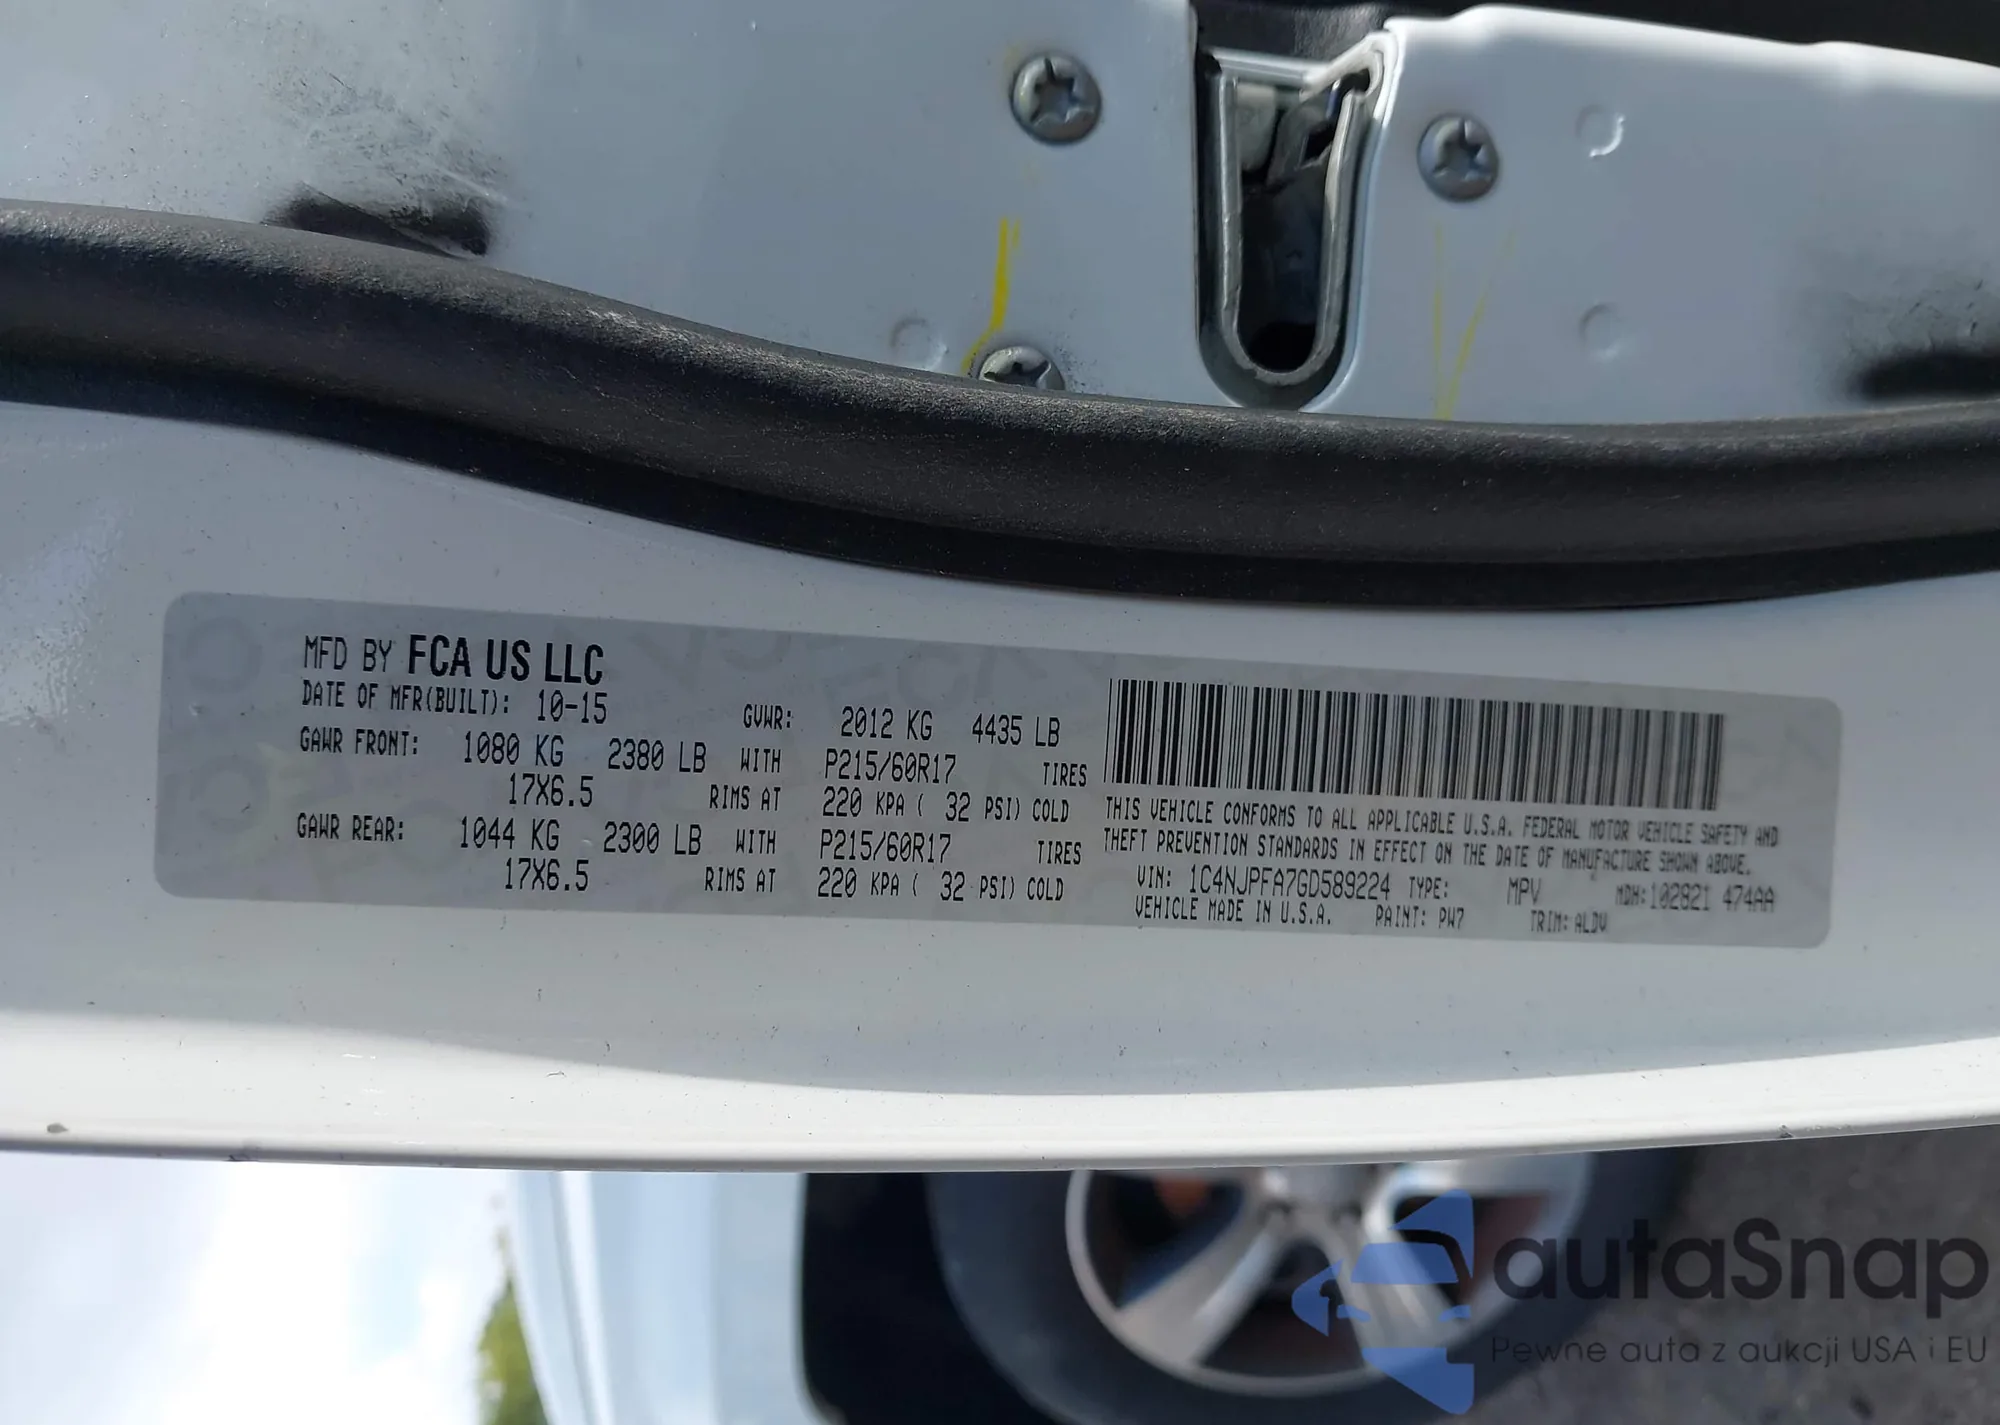 MFD BY FCA US LLC
DATE OF MFR(BUILT): 10-15 GVWR: 2012 KG 4435 LB
GAWR FRONT: 1080 KG 2380 LB WITH P215/60R17 TIRES
17X6.5 RIMS AT 220 KPA ( 32 PSI) COLD
GAWR REAR: 1044 KG 2300 LB WITH P215/60R17 TIRES
17X6.5 RIMS AT 220 KPA ( 32 PSI) COLD
THIS VEHICLE CONFORMS TO ALL APPLICABLE U.S.A. FEDERAL MOTOR VEHICLE SAFETY AND
THEFT PREVENTION STANDARDS IN EFFECT ON THE DATE OF MANUFACTURE SHOWN ABOVE.
VIN: 1C4NJPFA7GD589224 TYPE: MPV MDH:102821 474AA
VEHICLE MADE IN U.S.A. PAINT: PW7 TRIM: ALDV
autaSnap
Pewne auta z aukcji USA i EU